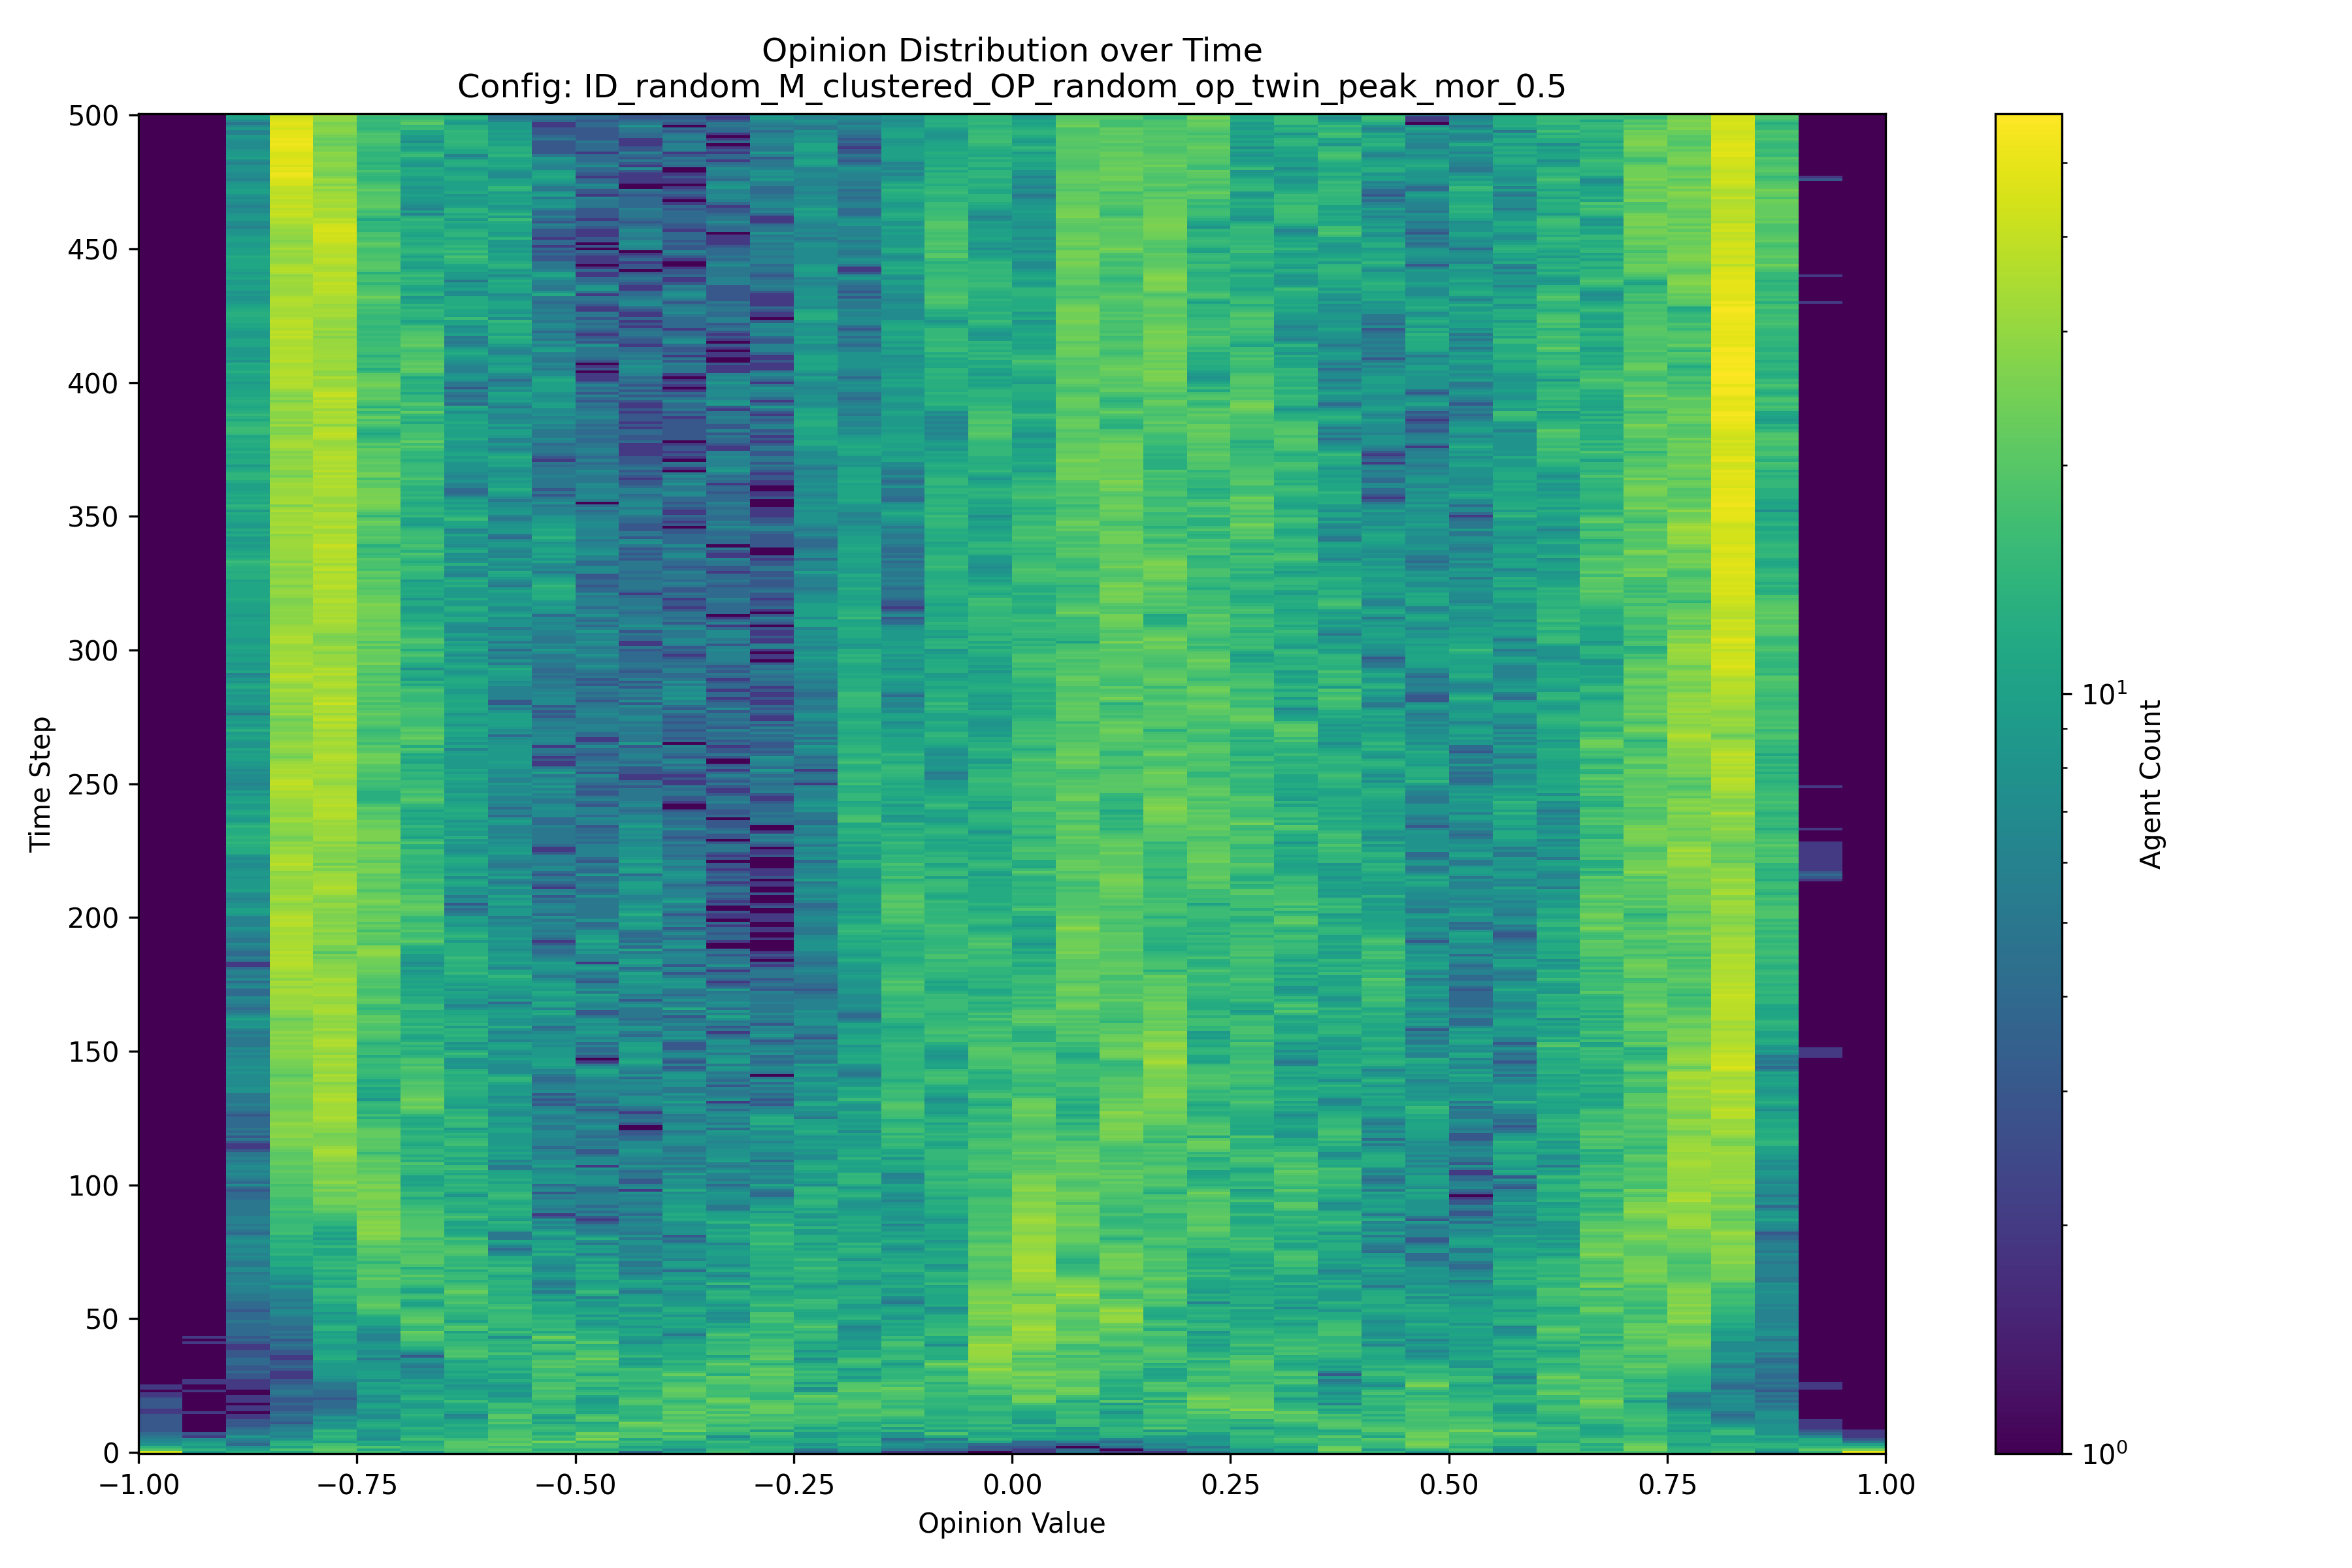 Opinion Distribution over Time
Config: ID_random_M_clustered_OP_random_op_twin_peak_mor_0.5
500
450
400
350
300
250
200
150
100
50
0
Time Step
−1.00 −0.75 −0.50 −0.25 0.00 0.25 0.50 0.75 1.00
Opinion Value
10¹
10⁰
Agent Count